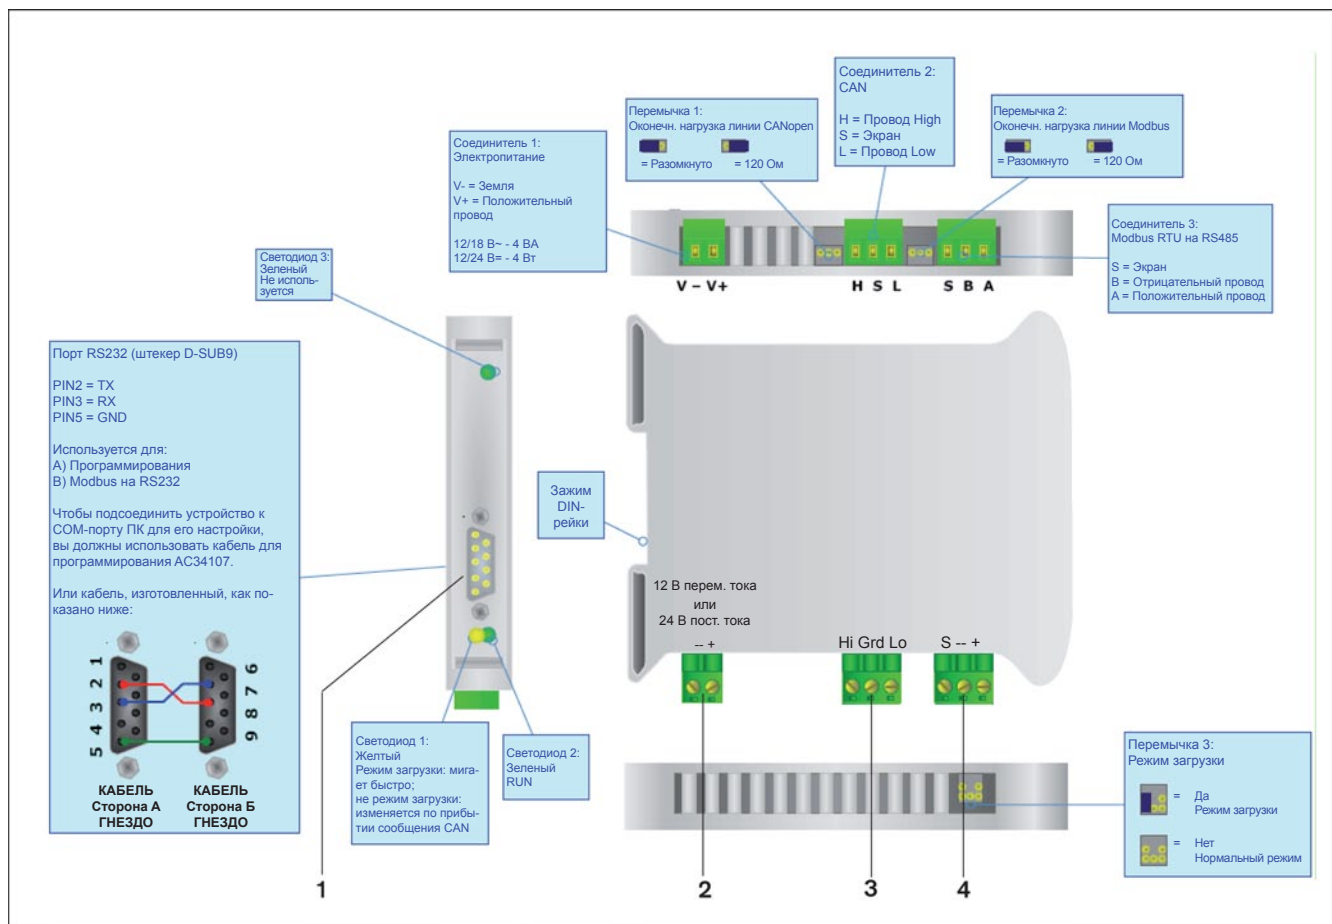 Соединитель 2:
CAN
H = Провод High
S = Экран
L = Провод Low
Перемычка 1:
Оконечн. нагрузка линии CANopen
= Разомкнуто = 120 Ом
Перемычка 2:
Оконечн. нагрузка линии Modbus
= Разомкнуто = 120 Ом
Соединитель 1:
Электропитание
V- = Земля
V+ = Положительный
провод
12/18 В~ - 4 ВА
12/24 В= - 4 Вт
Соединитель 3:
Modbus RTU на RS485
S = Экран
B = Отрицательный провод
A = Положительный провод
V – V+
H S L
S B A
Светодиод 3:
Зеленый
Не исполь-
зуется
Порт RS232 (штекер D-SUB9)
PIN2 = TX
PIN3 = RX
PIN5 = GND
Используется для:
A) Программирования
B) Modbus на RS232
Чтобы подсоединить устройство к
COM-порту ПК для его настройки,
вы должны использовать кабель для
программирования AC34107.
Или кабель, изготовленный, как по-
казано ниже:
1 2 3 4 5
6 7 8 9
КАБЕЛЬ
Сторона А
ГНЕЗДО
КАБЕЛЬ
Сторона Б
ГНЕЗДО
Зажим
DIN-
рейки
12 В перем. тока
или
24 В пост. тока
-- +
Hi Grd Lo
S -- +
Светодиод 1:
Желтый
Режим загрузки: мига-
ет быстро;
не режим загрузки:
изменяется по прибы-
тии сообщения CAN
Светодиод 2:
Зеленый
RUN
Перемычка 3:
Режим загрузки
= Да
Режим загрузки
= Нет
Нормальный режим
1
2
3
4